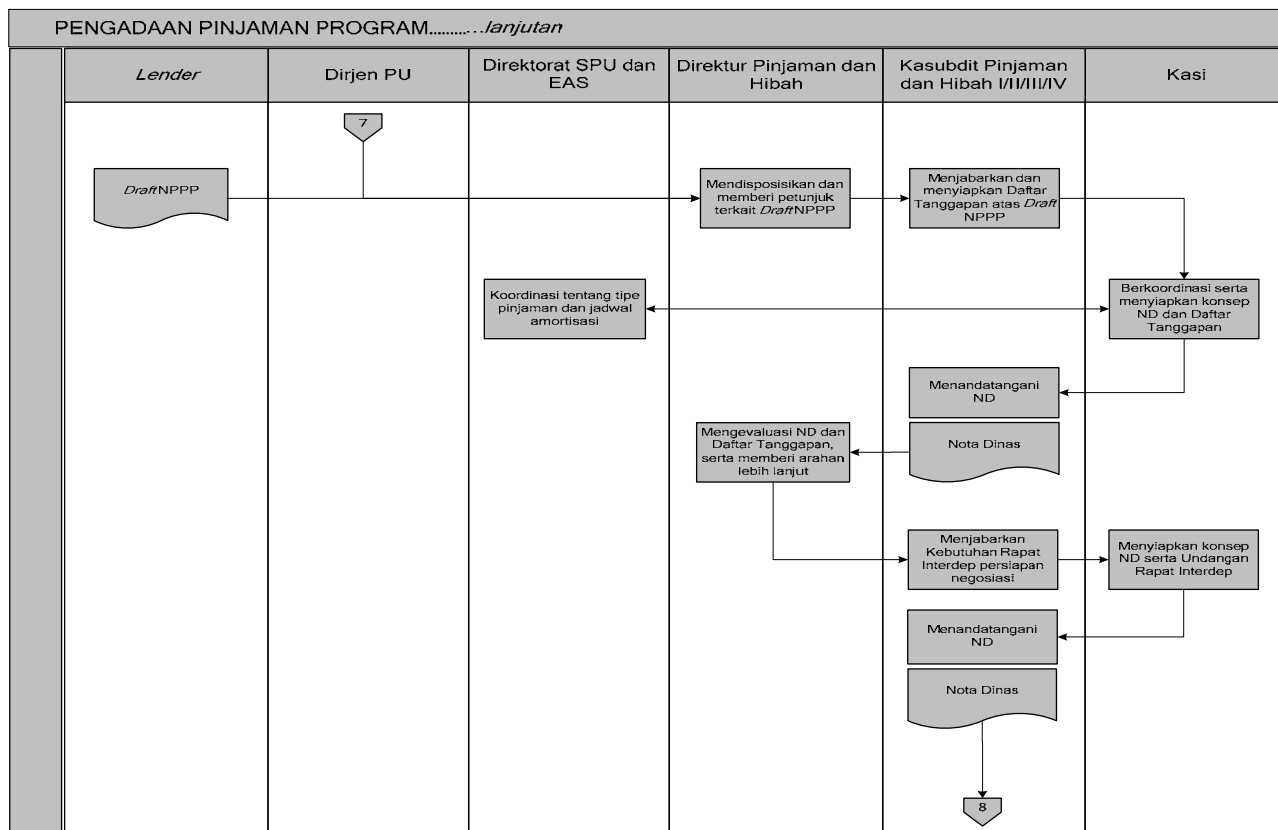 PENGADAAN PINJAMAN PROGRAM............lanjutan
Lender
Dirjen PU
Direktorat SPU dan
EAS
Direktur Pinjaman dan
Hibah
Kasubdit Pinjaman
dan Hibah I/II/III/IV
Kasi
7
Draft NPPP
Mendisposisikan dan
memberi petunjuk
terkait Draft NPPP
Menjabarkan dan
menyiapkan Daftar
Tanggapan atas Draft
NPPP
Koordinasi tentang tipe
pinjaman dan jadwal
amortisasi
Berkoordinasi serta
menyiapkan konsep
ND dan Daftar
Tanggapan
Menandatangani
ND
Mengevaluasi ND dan
Daftar Tanggapan,
serta memberi arahan
lebih lanjut
Nota Dinas
Menjabarkan
Kebutuhan Rapat
Interdep persiapan
negosiasi
Menyiapkan konsep
ND serta Undangan
Rapat Interdep
Menandatangani
ND
Nota Dinas
8